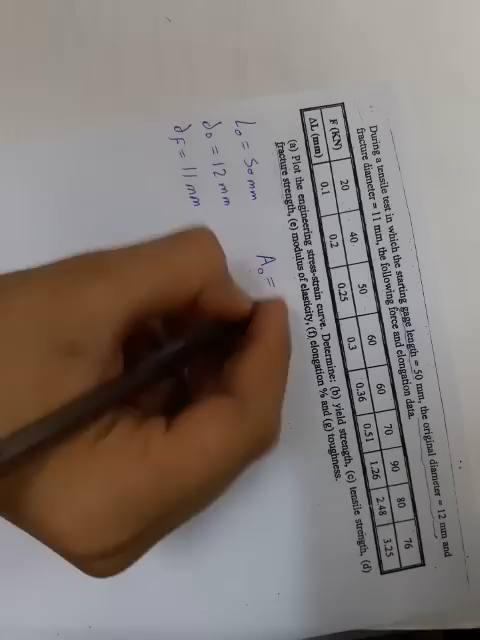 During a tensile test in which the starting gage length = 50 mm, the original diameter = 12 mm and
fracture diameter = 11 mm, the following force and elongation data.
F (KN) 20 40 50 60 60 70 90 80 76
ΔL (mm) 0.1 0.2 0.25 0.3 0.36 0.51 1.26 2.48 3.25
(a) Plot the engineering stress-strain curve. Determine: (b) yield strength, (c) tensile strength, (d)
fracture strength, (e) modulus of elasticity, (f) elongation % and (g) toughness.
Lo = 50 mm Ao =
do = 12 mm
dF = 11 mm